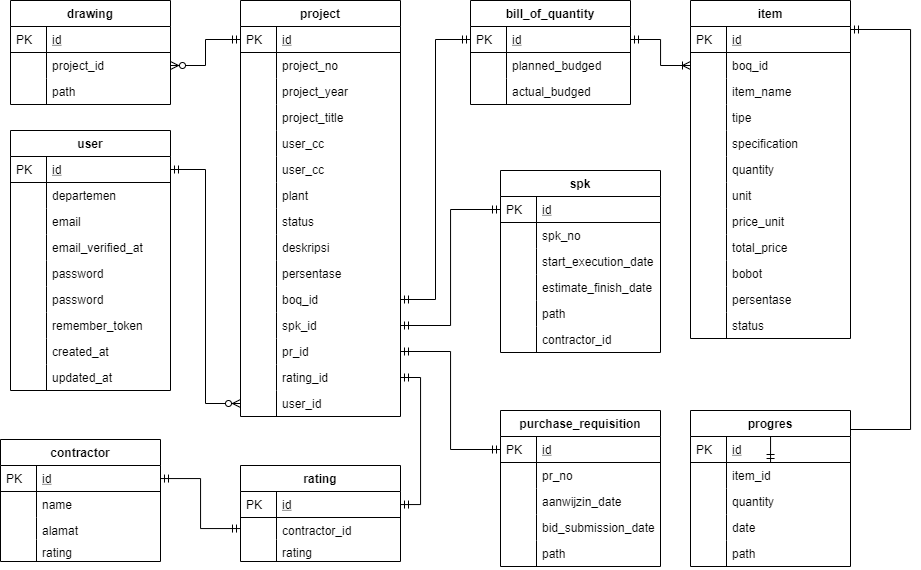 drawing
PK id
project_id
path
user
PK id
departemen
email
email_verified_at
password
password
remember_token
created_at
updated_at
contractor
PK id
name
alamat
rating
project
PK id
project_no
project_year
project_title
user_cc
user_cc
plant
status
deskripsi
persentase
boq_id
spk_id
pr_id
rating_id
user_id
rating
PK id
contractor_id
rating
bill_of_quantity
PK id
planned_budged
actual_budged
spk
PK id
spk_no
start_execution_date
estimate_finish_date
path
contractor_id
purchase_requisition
PK id
pr_no
aanwijzin_date
bid_submission_date
path
item
PK id
boq_id
item_name
tipe
specification
quantity
unit
price_unit
total_price
bobot
persentase
status
progres
PK id
item_id
quantity
date
path